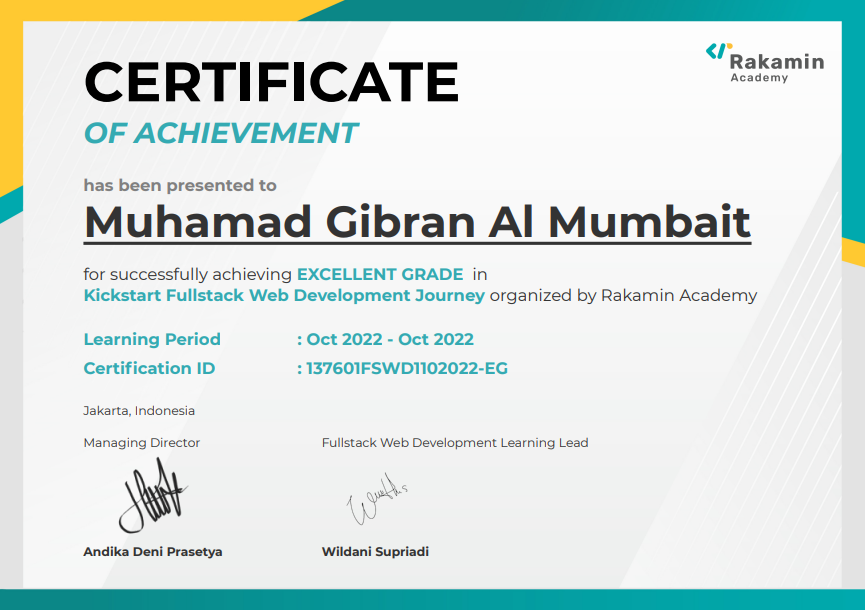 Rakamin
Academy
CERTIFICATE
OF ACHIEVEMENT
has been presented to
Muhamad Gibran Al Mumbait
for successfully achieving EXCELLENT GRADE in
Kickstart Fullstack Web Development Journey organized by Rakamin Academy
Learning Period : Oct 2022 - Oct 2022
Certification ID : 137601FSWD1102022-EG
Jakarta, Indonesia
Managing Director Fullstack Web Development Learning Lead
Andika Deni Prasetya Wildani Supriadi